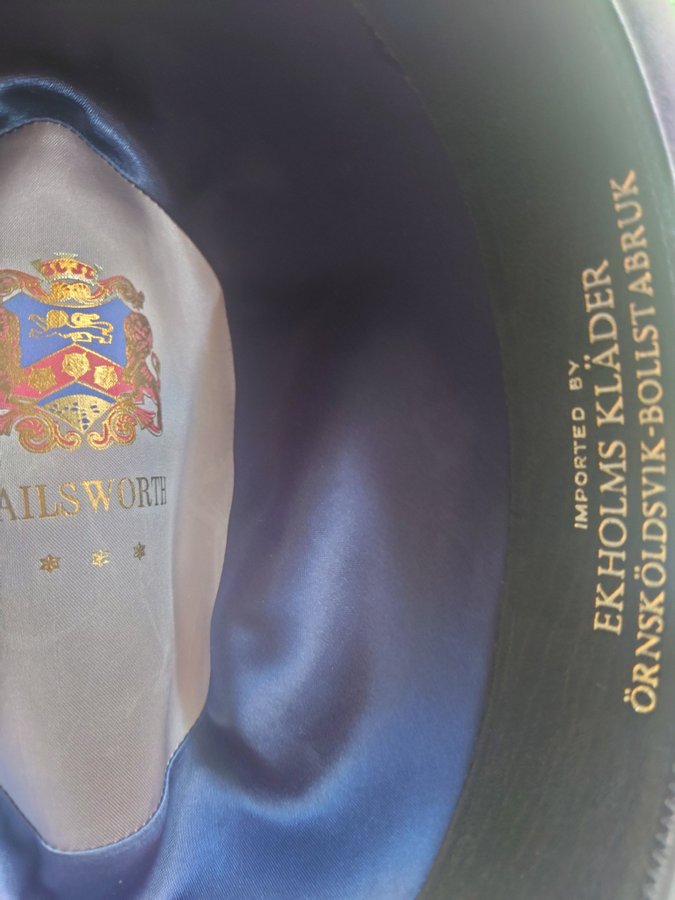 AILSWORTH
IMPORTED BY
EKHOLMS KLÄDER
ÖRNSKÖLDSVIK-BOLLSTABRUK